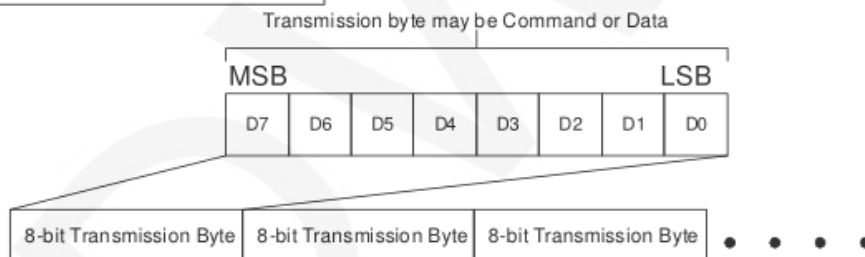 Transmission byte may be Command or Data
MSB LSB
D7 D6 D5 D4 D3 D2 D1 D0
8-bit Transmission Byte 8-bit Transmission Byte 8-bit Transmission Byte